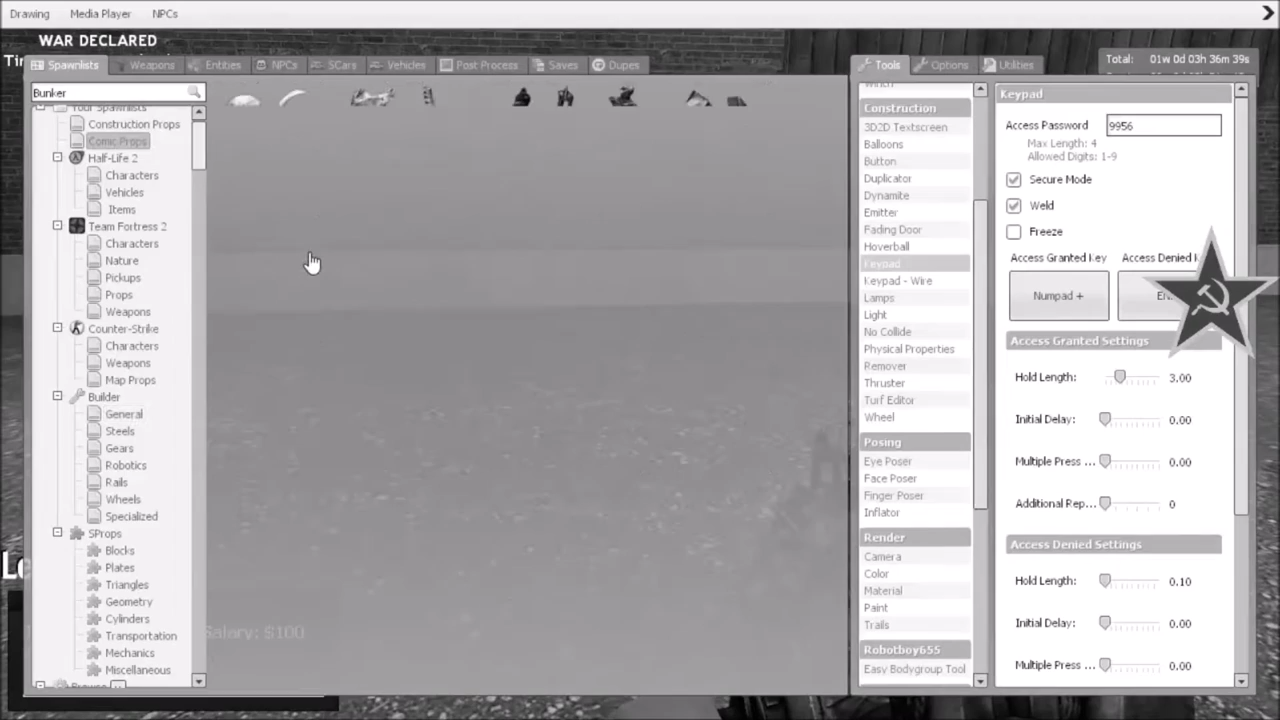 Drawing Media Player NPCs
WAR DECLARED
Spawnlists Weapons Entities NPCs SCars Vehicles Post Process Saves Dupes
Bunker
Your Spawnlists
Construction Props
Comic Props
Half-Life 2
Characters
Vehicles
Items
Team Fortress 2
Characters
Nature
Pickups
Props
Weapons
Counter-Strike
Characters
Weapons
Map Props
Builder
General
Steels
Gears
Robotics
Rails
Wheels
Specialized
SProps
Blocks
Plates
Triangles
Geometry
Cylinders
Transportation
Mechanics
Miscellaneous
Browse
Salary: $100
Tools Options Utilities
Total: 01w 0d 03h 36m 39s
Winch
Construction
3D2D Textscreen
Balloons
Button
Duplicator
Dynamite
Emitter
Fading Door
Hoverball
Keypad
Keypad - Wire
Lamps
Light
No Collide
Physical Properties
Remover
Thruster
Turf Editor
Wheel
Posing
Eye Poser
Face Poser
Finger Poser
Inflator
Render
Camera
Color
Material
Paint
Trails
Robotboy655
Easy Bodygroup Tool
Keypad
Access Password 9956
Max Length: 4
Allowed Digits: 1-9
Secure Mode
Weld
Freeze
Access Granted Key Access Denied
Numpad +
Access Granted Settings
Hold Length: 3.00
Initial Delay: 0.00
Multiple Press ... 0.00
Additional Rep... 0
Access Denied Settings
Hold Length: 0.10
Initial Delay: 0.00
Multiple Press ... 0.00